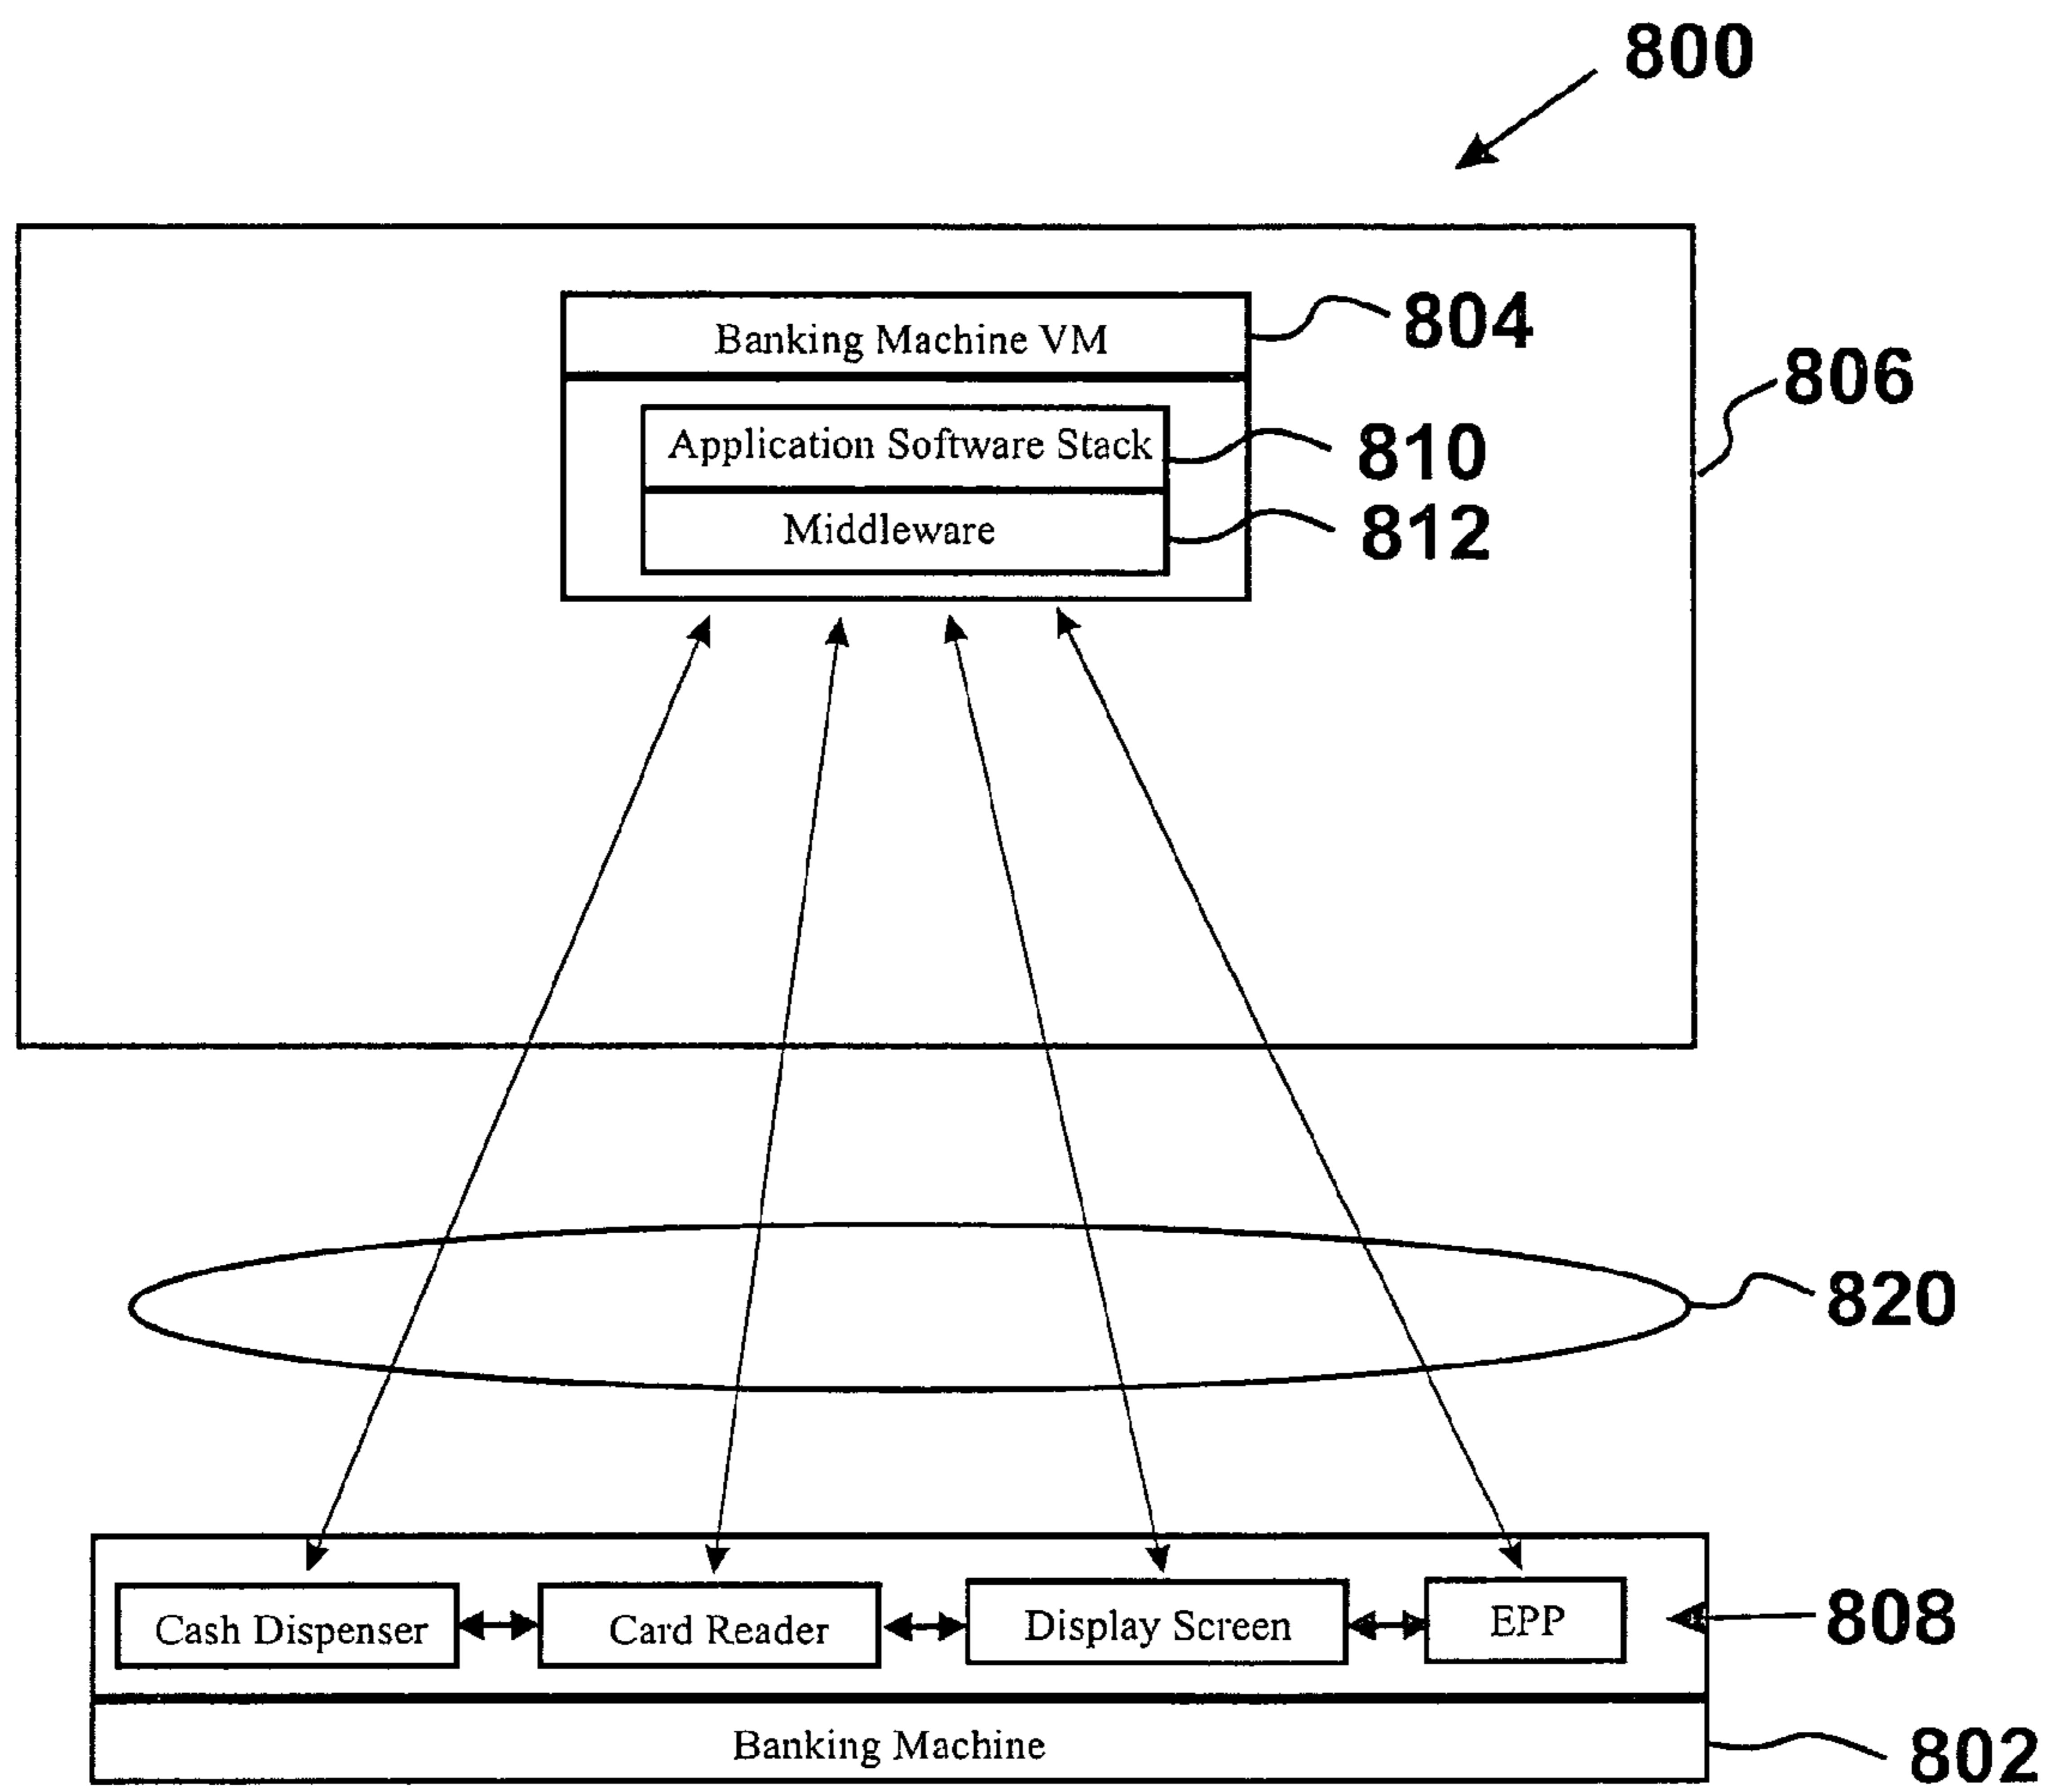 800
Banking Machine VM
804
806
Application Software Stack
810
Middleware
812
820
Cash Dispenser
Card Reader
Display Screen
EPP
808
Banking Machine
802